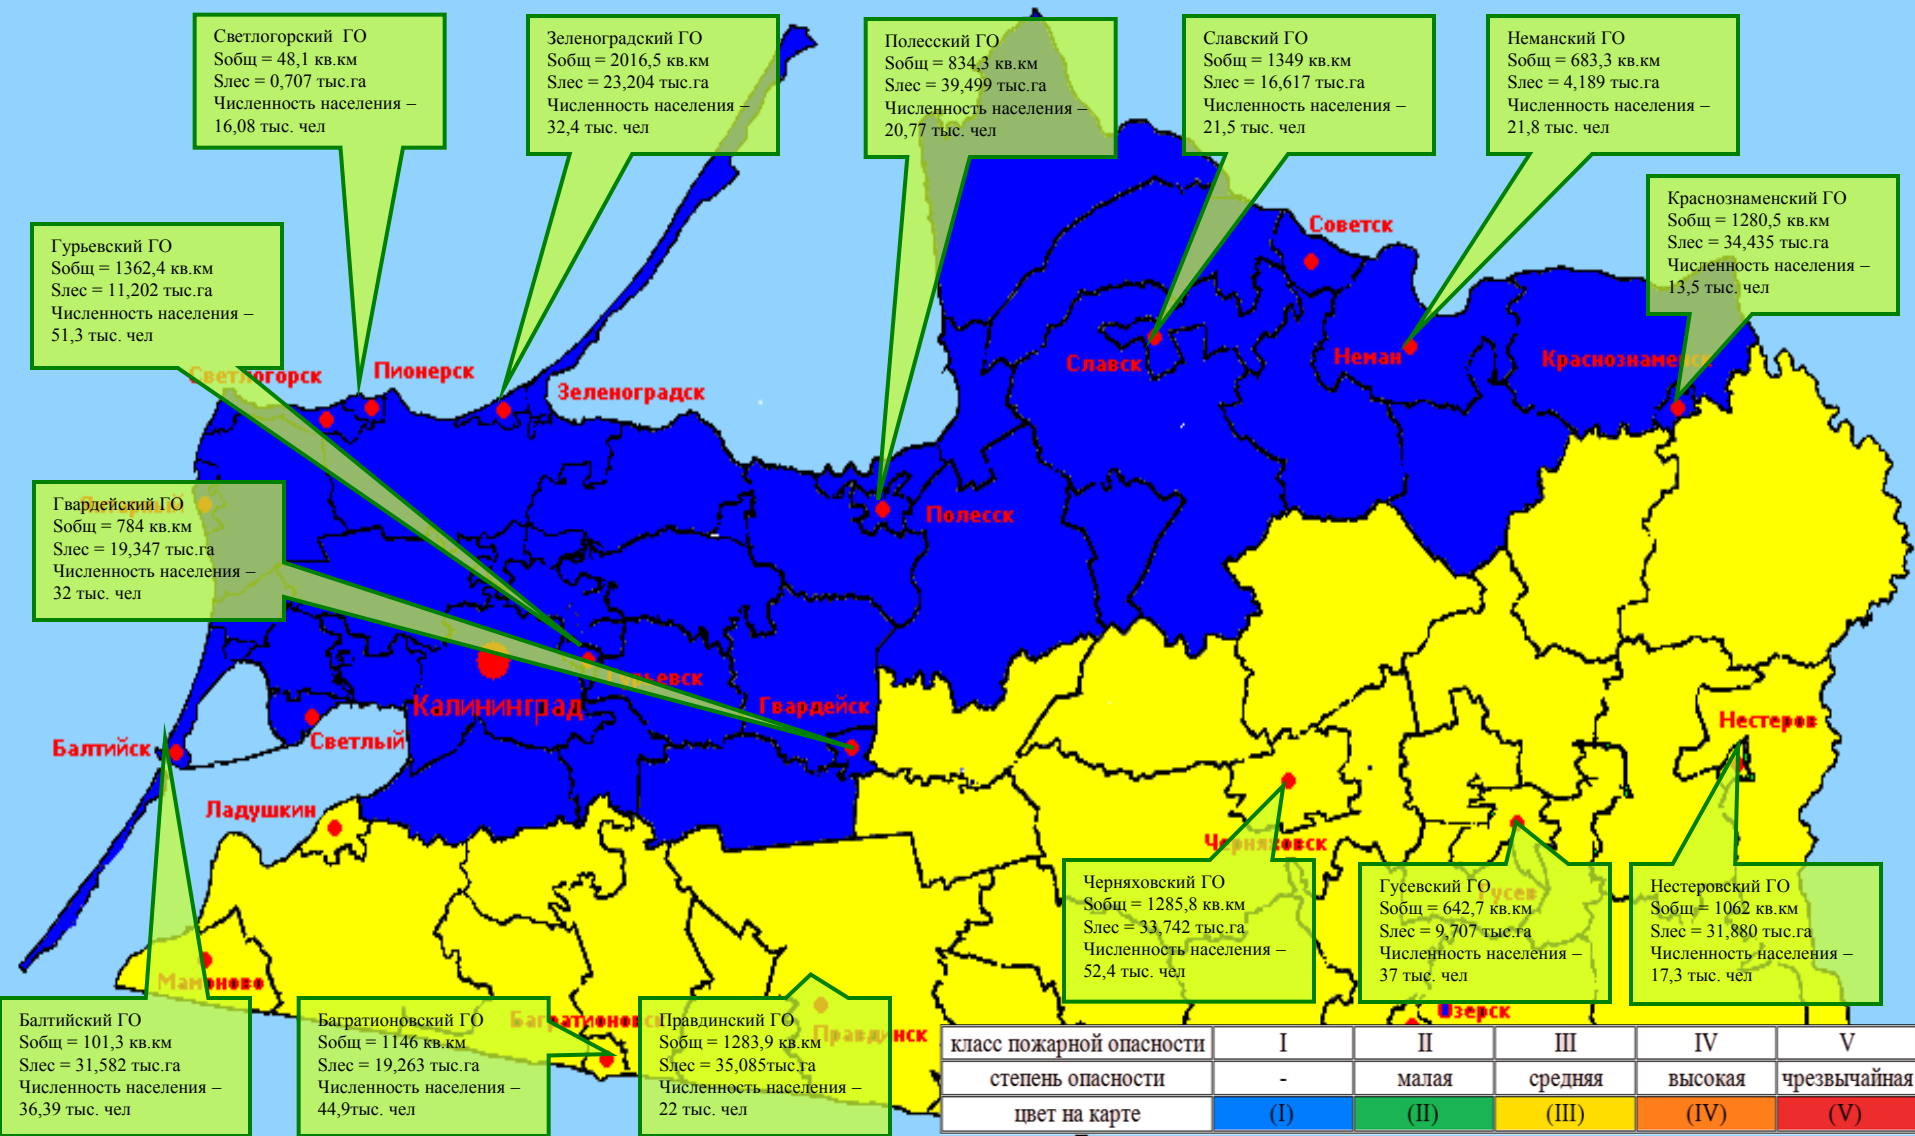 Светлогорский ГО
Sобщ = 48,1 кв.км
Sлес = 0,707 тыс.га
Численность населения –
16,08 тыс. чел
Зеленоградский ГО
Sобщ = 2016,5 кв.км
Sлес = 23,204 тыс.га
Численность населения –
32,4 тыс. чел
Полесский ГО
Sобщ = 834,3 кв.км
Sлес = 39,499 тыс.га
Численность населения –
20,77 тыс. чел
Славский ГО
Sобщ = 1349 кв.км
Sлес = 16,617 тыс.га
Численность населения –
21,5 тыс. чел
Неманский ГО
Sобщ = 683,3 кв.км
Sлес = 4,189 тыс.га
Численность населения –
21,8 тыс. чел
Краснознаменский ГО
Sобщ = 1280,5 кв.км
Sлес = 34,435 тыс.га
Численность населения –
13,5 тыс. чел
Гурьевский ГО
Sобщ = 1362,4 кв.км
Sлес = 11,202 тыс.га
Численность населения –
51,3 тыс. чел
Советск
Славск
Неман
Краснознаменск
Светлогорск
Пионерск
Зеленоградск
Гвардейский ГО
Sобщ = 784 кв.км
Sлес = 19,347 тыс.га
Численность населения –
32 тыс. чел
Янтарный
Полесск
Гурьевск
Калининград
Гвардейск
Нестеров
Балтийск
Светлый
Ладушкин
Черняховск
Гусев
Мамоново
Багратионовск
Правдинск
Озерск
Черняховский ГО
Sобщ = 1285,8 кв.км
Sлес = 33,742 тыс.га
Численность населения –
52,4 тыс. чел
Гусевский ГО
Sобщ = 642,7 кв.км
Sлес = 9,707 тыс.га
Численность населения –
37 тыс. чел
Нестеровский ГО
Sобщ = 1062 кв.км
Sлес = 31,880 тыс.га
Численность населения –
17,3 тыс. чел
Балтийский ГО
Sобщ = 101,3 кв.км
Sлес = 31,582 тыс.га
Численность населения –
36,39 тыс. чел
Багратионовский ГО
Sобщ = 1146 кв.км
Sлес = 19,263 тыс.га
Численность населения –
44,9тыс. чел
Правдинский ГО
Sобщ = 1283,9 кв.км
Sлес = 35,085тыс.га
Численность населения –
22 тыс. чел
класс пожарной опасности I II III IV V
степень опасности - малая средняя высокая чрезвычайная
цвет на карте (I) (II) (III) (IV) (V)